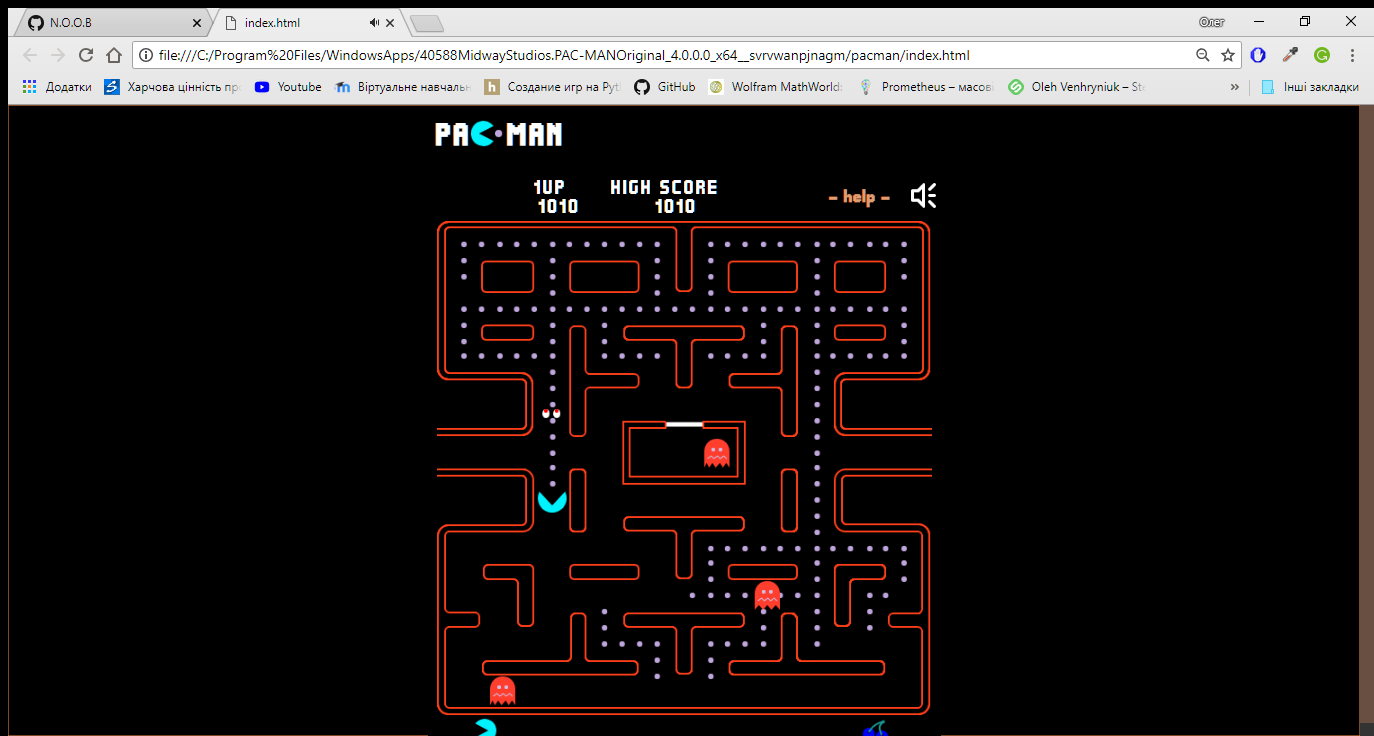 N.O.O.B
index.html
Олег
file:///C:/Program%20Files/WindowsApps/40588MidwayStudios.PAC-MANOriginal_4.0.0.0_x64__svrvwanpjnagm/pacman/index.html
Додатки
Харчова цінність пр
Youtube
Віртуальне навчаль
Создание игр на Pyt
GitHub
Wolfram MathWorld:
Prometheus – масов
Oleh Venhryniuk – St
»
Інші закладки
PAC-MAN
1UP
HIGH SCORE
1010
1010
– help –